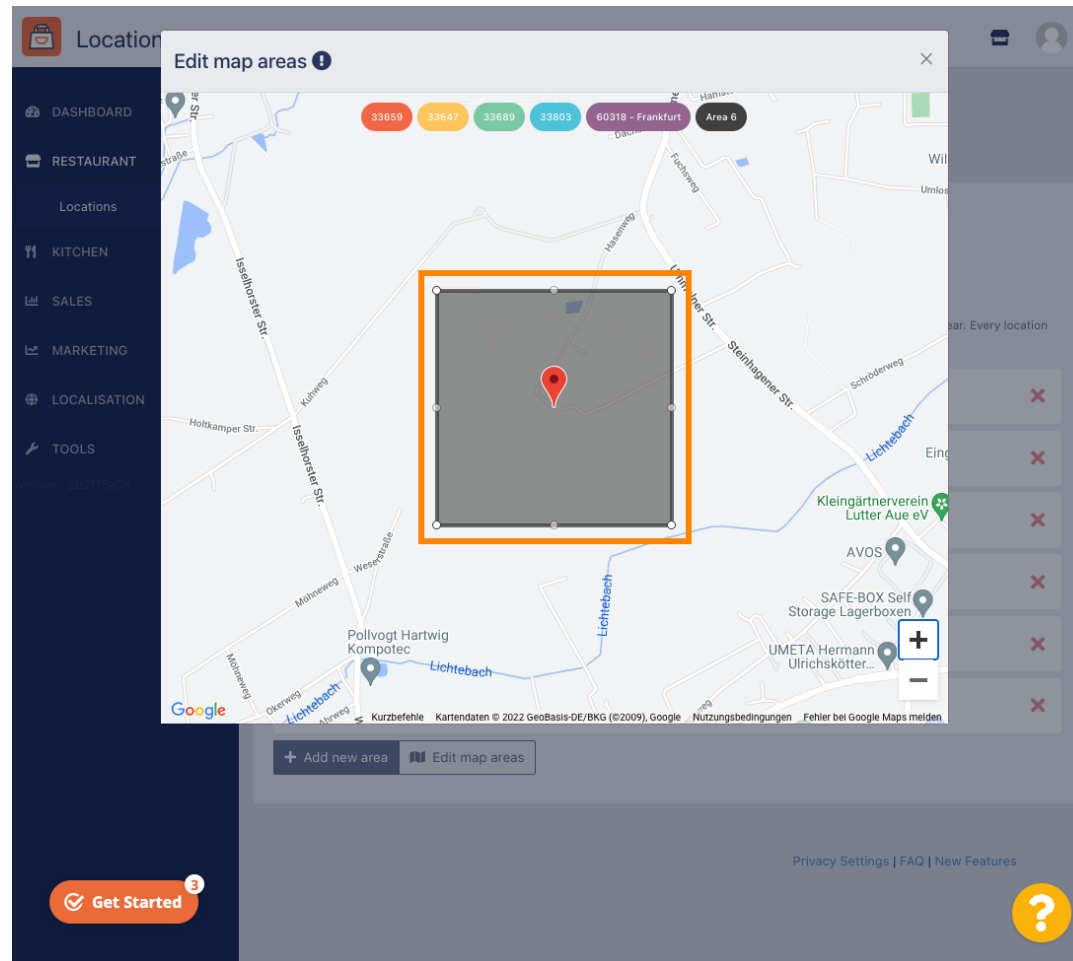 Location
Edit map areas
DASHBOARD
RESTAURANT
Locations
KITCHEN
SALES
MARKETING
LOCALISATION
TOOLS
33659
33647
33689
33803
60318 - Frankfurt
Area 6
Fuchsweg
Wil
Umlos
Hasenweg
Isselhorster Str.
Steinhagener Str.
Schröderweg
Kuhweg
Holtkamper Str.
Isselhorster Str.
Lichtebach
Eing
Kleingärtnerverein
Lutter Aue eV
AVOS
Weserstraße
Möhneweg
SAFE-BOX Self
Storage Lagerboxen
Lichtebach
Pollvogt Hartwig
Kompotec
UMETA Hermann
Ulrichskötter...
Lichtebach
Möhneweg
Okerweg
Lichtebach
Google
Kurzbefehle
Kartendaten © 2022 GeoBasis-DE/BKG (©2009), Google
Nutzungsbedingungen
Fehler bei Google Maps melden
ear. Every location
+ Add new area
Edit map areas
Privacy Settings | FAQ | New Features
Get Started
3
?